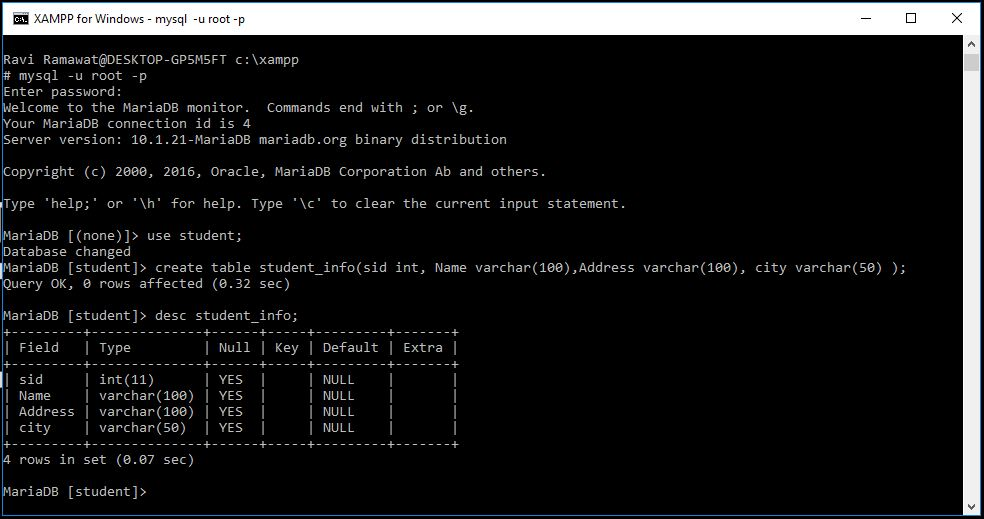 XAMPP for Windows - mysql  -u root -p
Ravi Ramawat@DESKTOP-GP5M5FT c:\xampp
# mysql -u root -p
Enter password:
Welcome to the MariaDB monitor.  Commands end with ; or \g.
Your MariaDB connection id is 4
Server version: 10.1.21-MariaDB mariadb.org binary distribution
Copyright (c) 2000, 2016, Oracle, MariaDB Corporation Ab and others.
Type 'help;' or '\h' for help. Type '\c' to clear the current input statement.
MariaDB [(none)]> use student;
Database changed
MariaDB [student]> create table student_info(sid int, Name varchar(100),Address varchar(100), city varchar(50) );
Query OK, 0 rows affected (0.32 sec)
MariaDB [student]> desc student_info;
+---------+--------------+------+-----+---------+-------+
| Field   | Type         | Null | Key | Default | Extra |
+---------+--------------+------+-----+---------+-------+
| sid     | int(11)      | YES  |     | NULL    |       |
| Name    | varchar(100) | YES  |     | NULL    |       |
| Address | varchar(100) | YES  |     | NULL    |       |
| city    | varchar(50)  | YES  |     | NULL    |       |
+---------+--------------+------+-----+---------+-------+
4 rows in set (0.07 sec)
MariaDB [student]>